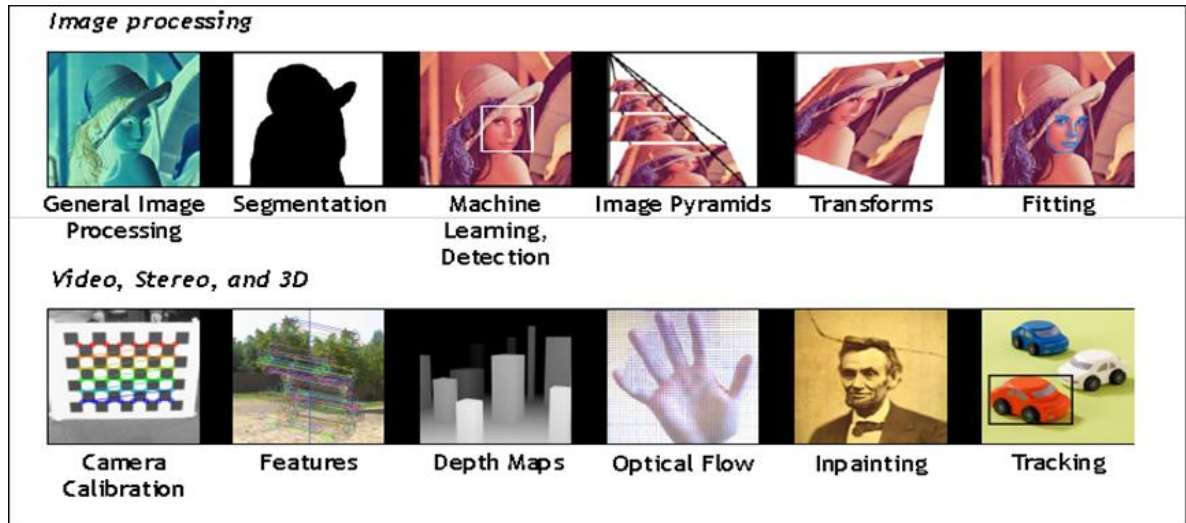 Image processing
General Image Segmentation Machine Image Pyramids Transforms Fitting
Processing Learning,
Detection
Video, Stereo, and 3D
Camera Features Depth Maps Optical Flow Inpainting Tracking
Calibration